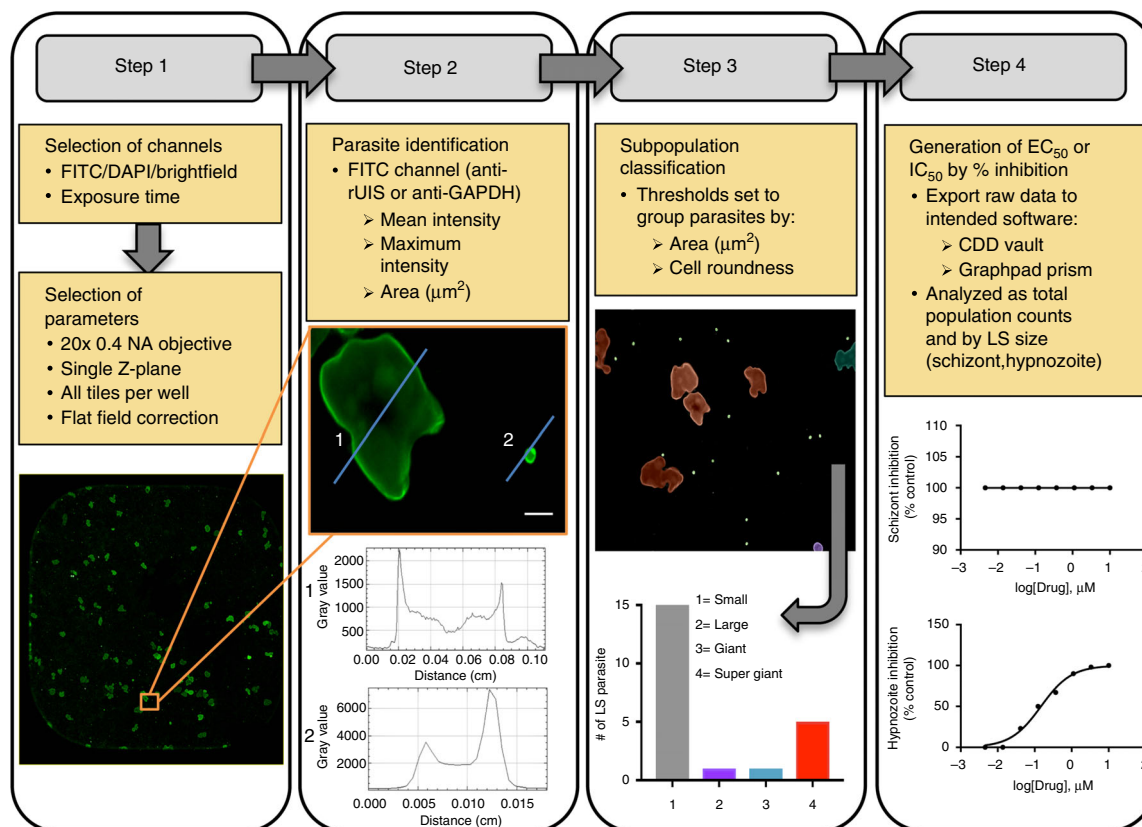 Step 1
Selection of channels
• FITC/DAPI/brightfield
• Exposure time
Selection of
parameters
• 20x 0.4 NA objective
• Single Z-plane
• All tiles per well
• Flat field correction
Step 2
Parasite identification
• FITC channel (anti-
rUIS or anti-GAPDH)
➢ Mean intensity
➢ Maximum
intensity
➢ Area (μm²)
1
2
1
Gray value
2000
1500
1000
500
0.00 0.02 0.04 0.06 0.08 0.10
Distance (cm)
2
Gray value
6000
4000
2000
0.000 0.005 0.010 0.015
Distance (cm)
Step 3
Subpopulation
classification
• Thresholds set to
group parasites by:
➢ Area (μm²)
➢ Cell roundness
# of LS parasite
15
10
5
0
1= Small
2= Large
3= Giant
4= Super giant
1 2 3 4
Step 4
Generation of EC₅₀ or
IC₅₀ by % inhibition
• Export raw data to
intended software:
➢ CDD vault
➢ Graphpad prism
• Analyzed as total
population counts
and by LS size
(schizont,hypnozoite)
Schizont inhibition
(% control)
110
105
100
95
90
–3 –2 –1 0 1 2
log[Drug], μM
Hypnozoite inhibition
(% control)
150
100
50
0
–3 –2 –1 0 1 2
log[Drug], μM